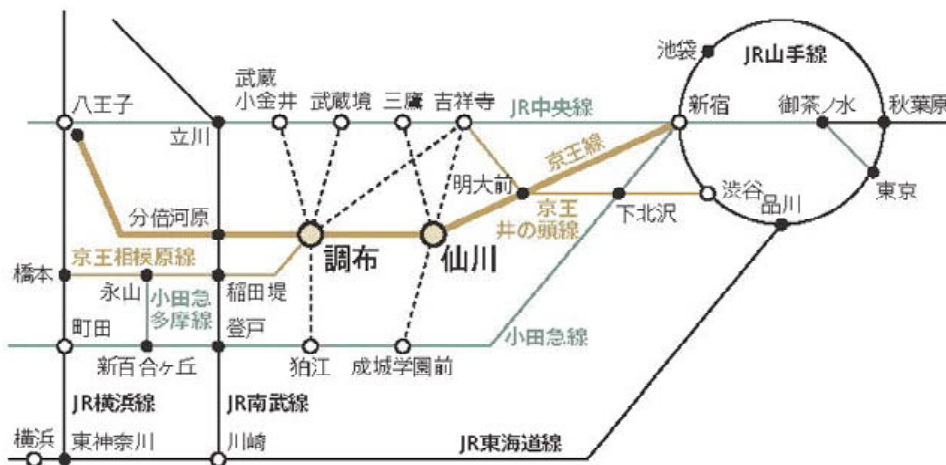 池袋
JR山手線
八王子
武蔵
小金井
武蔵境
三鷹
吉祥寺
JR中央線
新宿
御茶ノ水
秋葉原
立川
京王線
明大前
渋谷
東京
分倍河原
京王
井の頭線
下北沢
品川
調布
仙川
京王相模原線
橋本
永山
小田急
多摩線
稲田堤
町田
登戸
小田急線
新百合ヶ丘
狛江
成城学園前
JR横浜線
JR南武線
横浜
東神奈川
川崎
JR東海道線